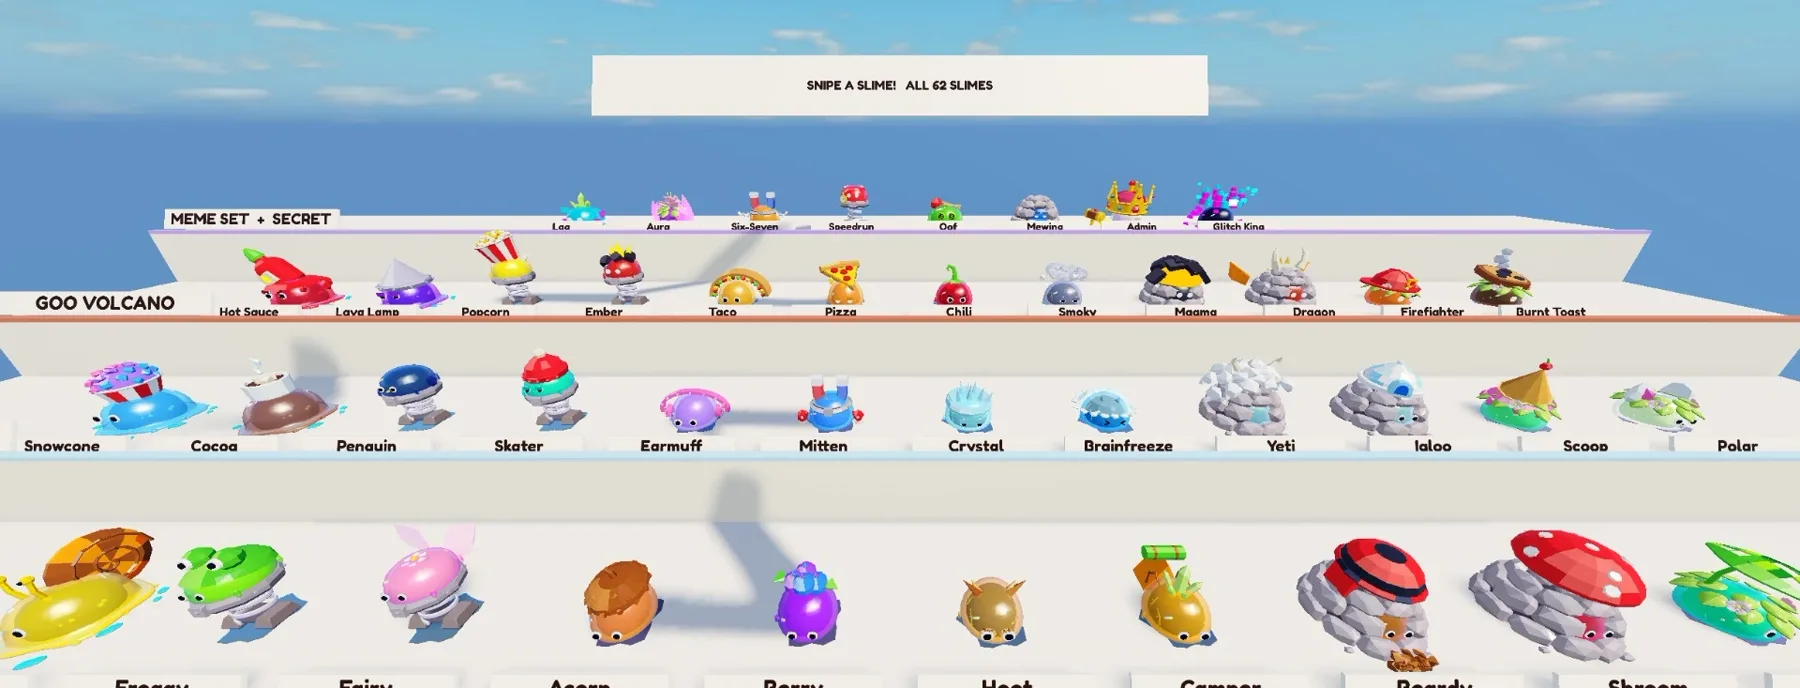 SNIPE A SLIME! ALL 62 SLIMES
MEME SET + SECRET
Lag Aura Six-Seven Speedrun Oof Mewing Admin Glitch King
GOO VOLCANO
Hot Sauce Lava Lamp Popcorn Ember Taco Pizza Chili Smoky Magma Dragon Firefighter Burnt Toast
Snowcone Cocoa Penguin Skater Earmuff Mitten Crystal Brainfreeze Yeti Igloo Scoop Polar
Froggy Fairy Acorn Berry Hoot Camper Beardy Shroom